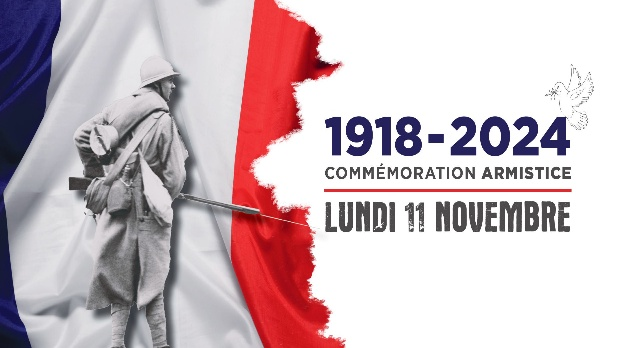 1918-2024
COMMÉMORATION ARMISTICE
LUNDI 11 NOVEMBRE